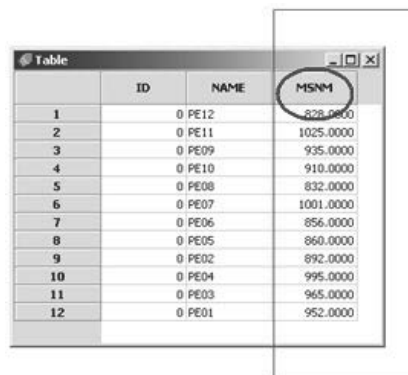 Table
ID NAME MSNM
1 0 PE12 828.0000
2 0 PE11 1025.0000
3 0 PE09 935.0000
4 0 PE10 910.0000
5 0 PE08 832.0000
6 0 PE07 1001.0000
7 0 PE06 856.0000
8 0 PE05 860.0000
9 0 PE02 892.0000
10 0 PE04 995.0000
11 0 PE03 965.0000
12 0 PE01 952.0000